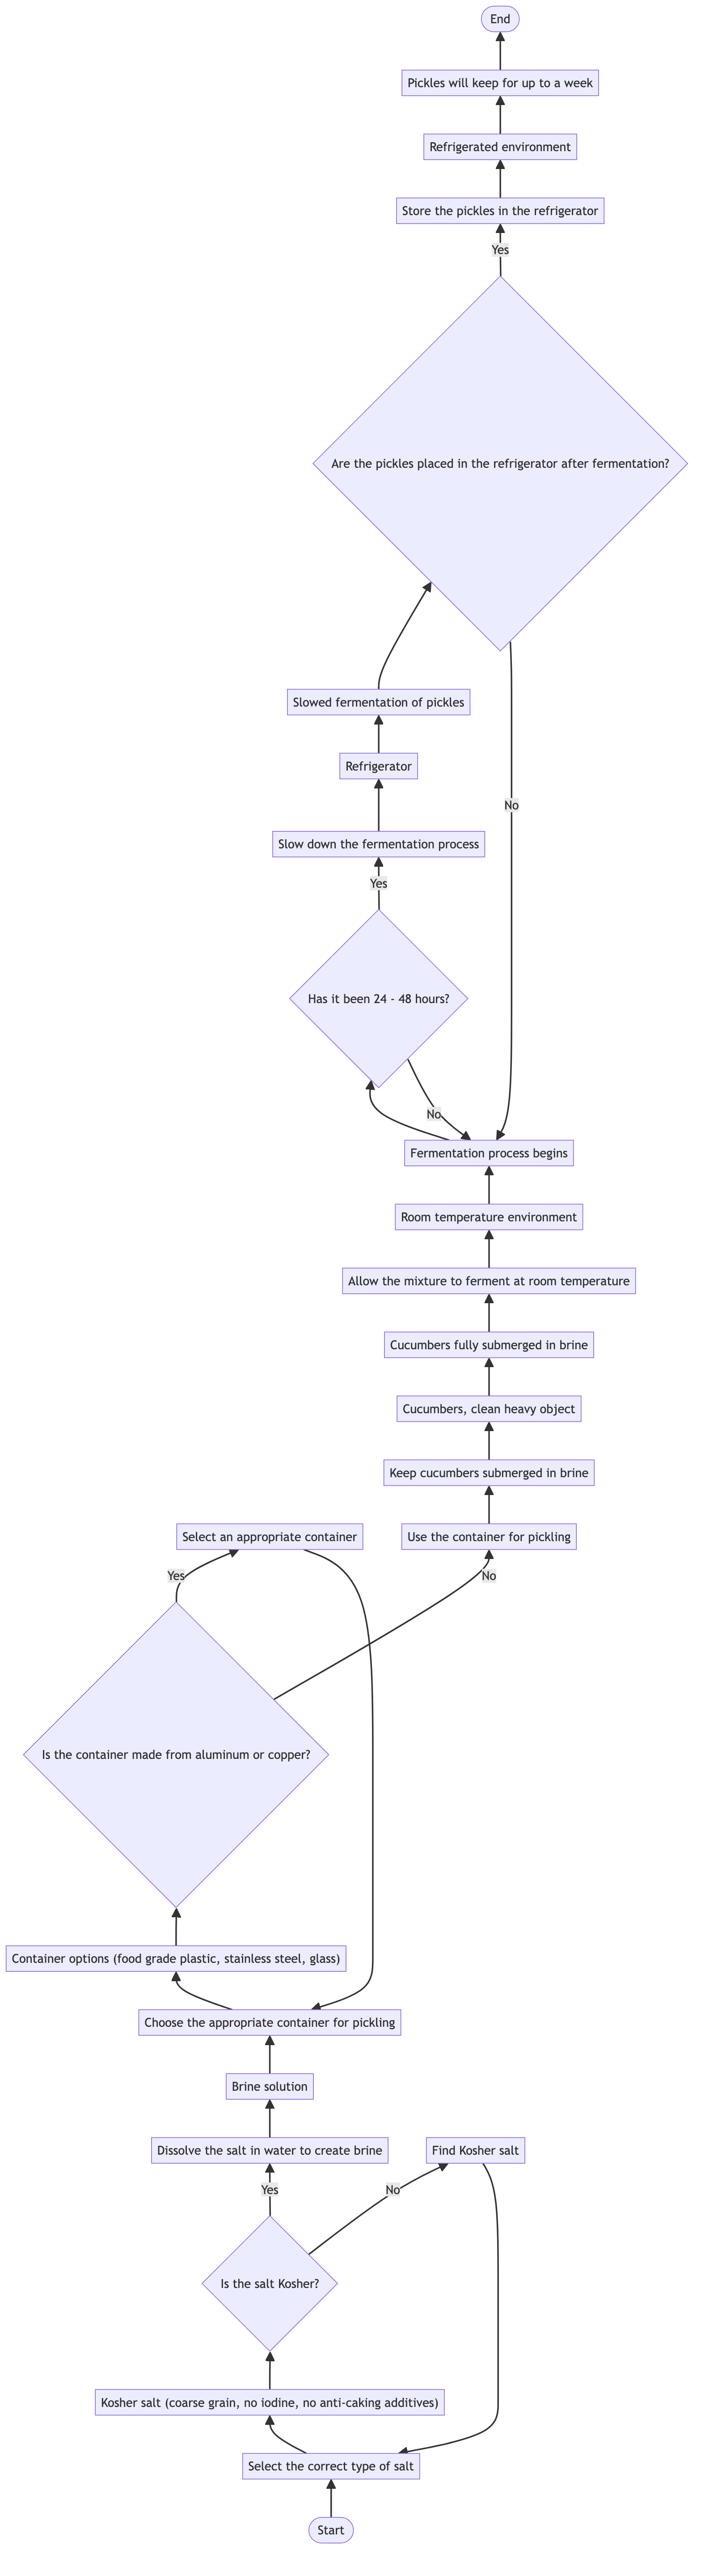 End
Pickles will keep for up to a week
Refrigerated environment
Store the pickles in the refrigerator
Yes
Are the pickles placed in the refrigerator after fermentation?
Slowed fermentation of pickles
Refrigerator
No
Slow down the fermentation process
Yes
Has it been 24 - 48 hours?
No
Fermentation process begins
Room temperature environment
Allow the mixture to ferment at room temperature
Cucumbers fully submerged in brine
Cucumbers, clean heavy object
Keep cucumbers submerged in brine
Select an appropriate container
Use the container for pickling
Yes
No
Is the container made from aluminum or copper?
Container options (food grade plastic, stainless steel, glass)
Choose the appropriate container for pickling
Brine solution
Dissolve the salt in water to create brine
Find Kosher salt
Yes
No
Is the salt Kosher?
Kosher salt (coarse grain, no iodine, no anti-caking additives)
Select the correct type of salt
Start